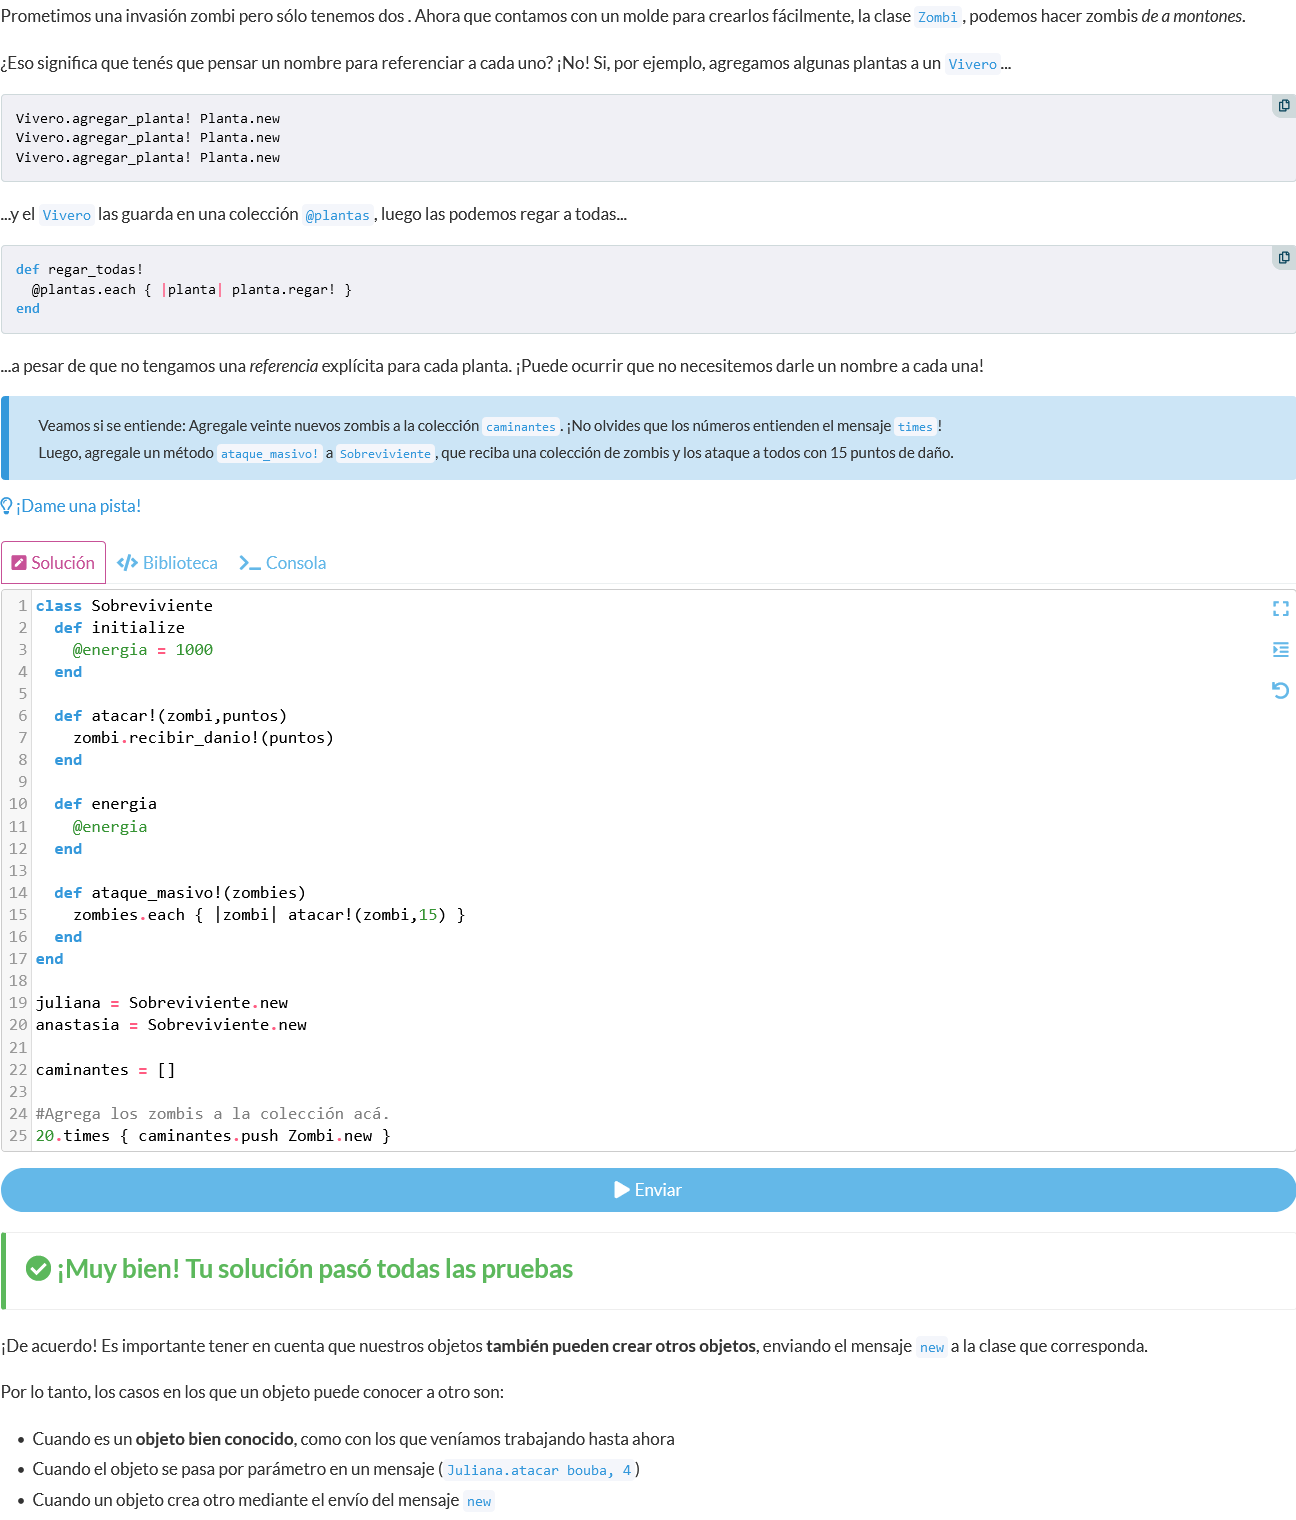 Prometimos una invasión zombi pero sólo tenemos dos . Ahora que contamos con un molde para crearlos fácilmente, la clase Zombi , podemos hacer zombis de a montones.
¿Eso significa que tenés que pensar un nombre para referenciar a cada uno? ¡No! Si, por ejemplo, agregamos algunas plantas a un Vivero ...
Vivero.agregar_planta! Planta.new
Vivero.agregar_planta! Planta.new
Vivero.agregar_planta! Planta.new
...y el Vivero las guarda en una colección @plantas , luego las podemos regar a todas...
def regar_todas!
  @plantas.each { |planta| planta.regar! }
end
...a pesar de que no tengamos una referencia explícita para cada planta. ¡Puede ocurrir que no necesitemos darle un nombre a cada una!
Veamos si se entiende: Agregale veinte nuevos zombis a la colección caminantes . ¡No olvides que los números entienden el mensaje times !
Luego, agregale un método ataque_masivo! a Sobreviviente , que reciba una colección de zombis y los ataque a todos con 15 puntos de daño.
¡Dame una pista!
Solución Biblioteca Consola
1 class Sobreviviente
2   def initialize
3     @energia = 1000
4   end
5
6   def atacar!(zombi,puntos)
7     zombi.recibir_danio!(puntos)
8   end
9
10   def energia
11     @energia
12   end
13
14   def ataque_masivo!(zombies)
15     zombies.each { |zombi| atacar!(zombi,15) }
16   end
17 end
18
19 juliana = Sobreviviente.new
20 anastasia = Sobreviviente.new
21
22 caminantes = []
23
24 #Agrega los zombis a la colección acá.
25 20.times { caminantes.push Zombi.new }
Enviar
¡Muy bien! Tu solución pasó todas las pruebas
¡De acuerdo! Es importante tener en cuenta que nuestros objetos también pueden crear otros objetos, enviando el mensaje new a la clase que corresponda.
Por lo tanto, los casos en los que un objeto puede conocer a otro son:
• Cuando es un objeto bien conocido, como con los que veníamos trabajando hasta ahora
• Cuando el objeto se pasa por parámetro en un mensaje ( Juliana.atacar bouba, 4 )
• Cuando un objeto crea otro mediante el envío del mensaje new